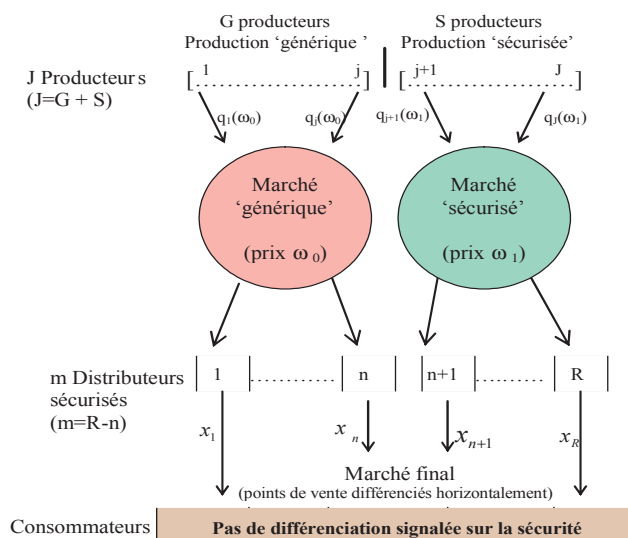 G producteurs
Production ‘générique ’
S producteurs
Production ‘sécurisée’
J Producteurs
(J=G + S)
[ 1 .................. j ]
[ j+1 .................. J ]
q1(ω0)
qj(ω0)
qj+1(ω1)
qJ(ω1)
Marché
‘générique’
(prix ω0)
Marché
‘sécurisé’
(prix ω1)
m Distributeurs
sécurisés
(m=R-n)
1 ............ n
n+1 ............ R
x1
xn
xn+1
xR
Marché final
(points de vente différenciés horizontalement)
Consommateurs
Pas de différenciation signalée sur la sécurité